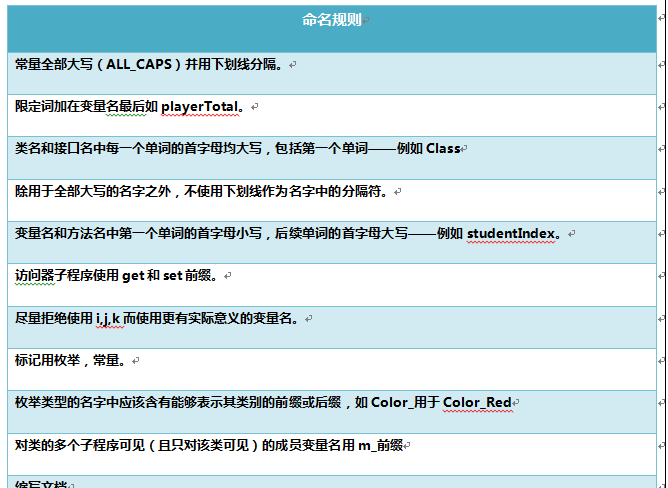 命名规则
常量全部大写（ALL_CAPS）并用下划线分隔。
限定词加在变量名最后如 playerTotal。
类名和接口名中每一个单词的首字母均大写，包括第一个单词——例如 Class
除用于全部大写的名字之外，不使用下划线作为名字中的分隔符。
变量名和方法名中第一个单词的首字母小写，后续单词的首字母大写——例如 studentIndex。
访问器子程序使用 get 和 set 前缀。
尽量拒绝使用 i,j,k 而使用更有实际意义的变量名。
标记用枚举，常量。
枚举类型的名字中应该含有能够表示其类别的前缀或后缀，如 Color_用于 Color_Red
对类的多个子程序可见（且只对该类可见）的成员变量名用 m_前缀
缩写文档